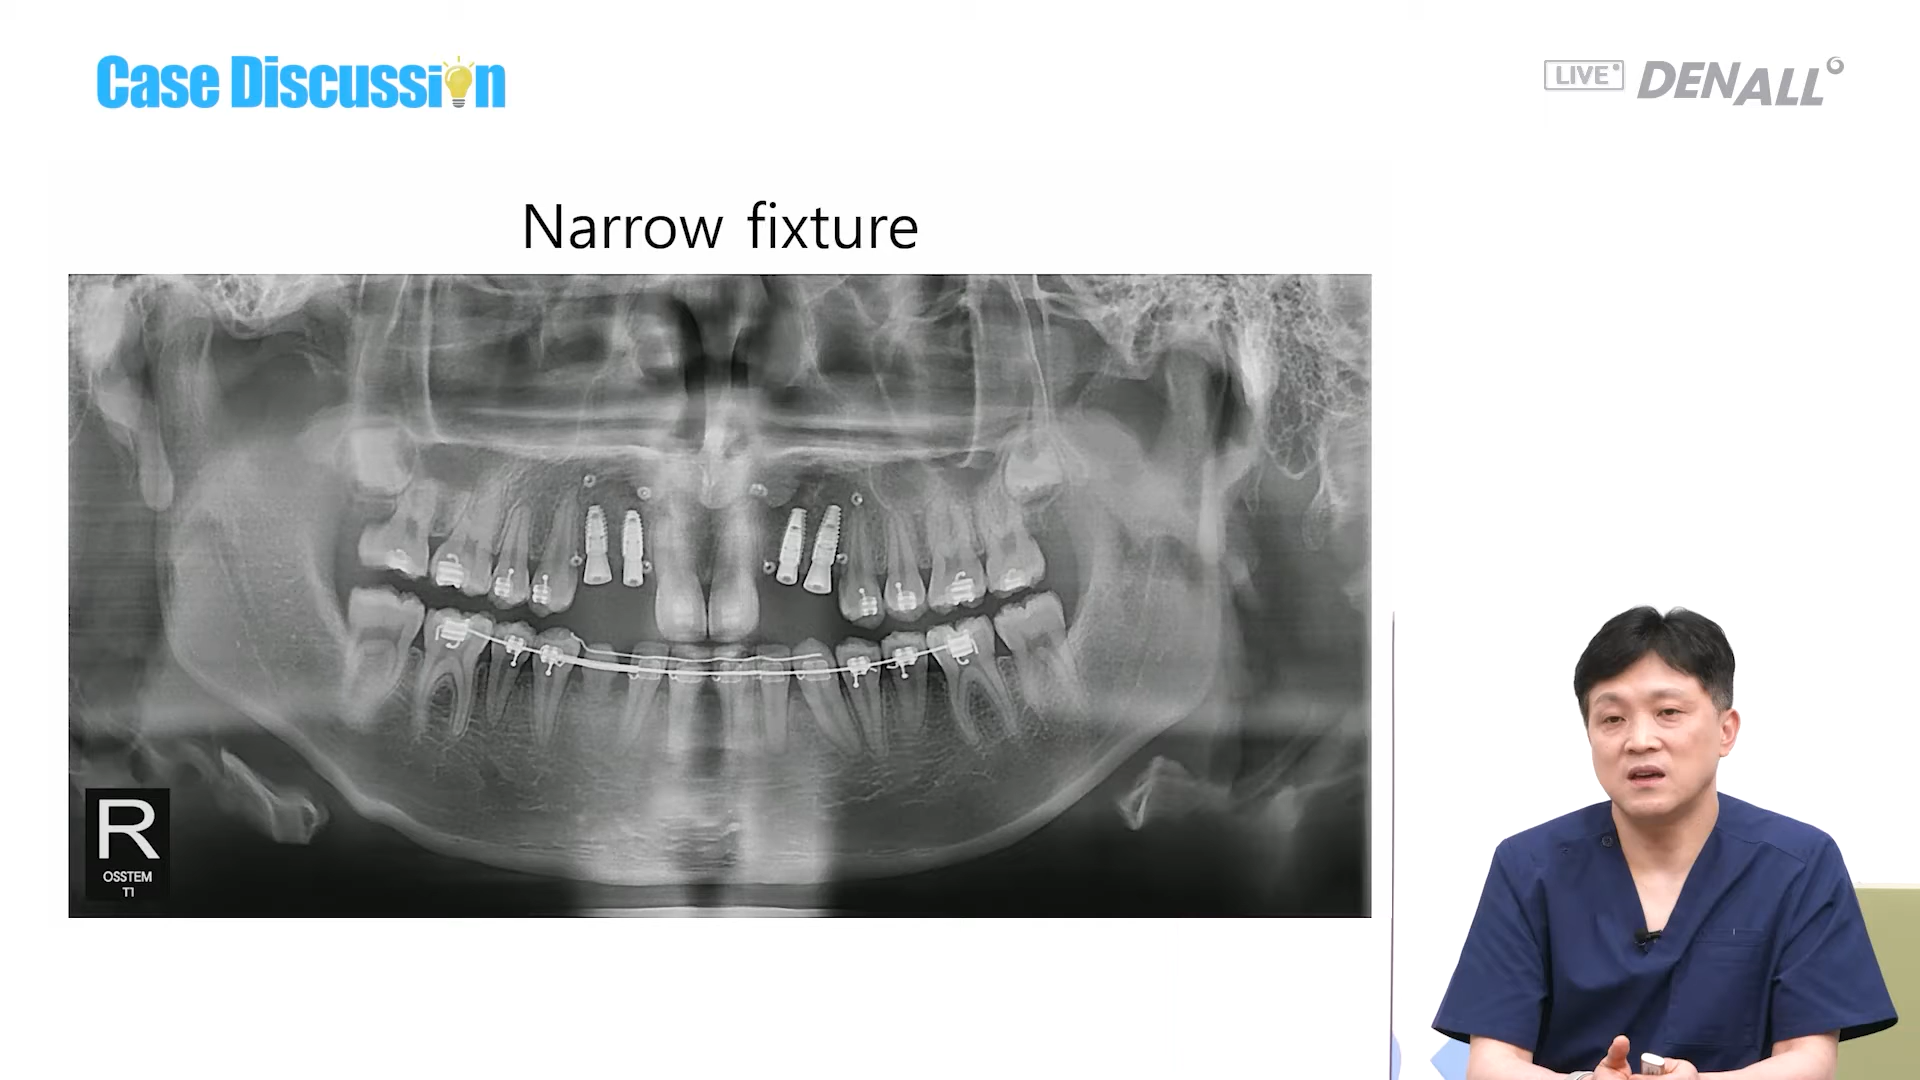 Case Discussion
LIVE
DENALL
Narrow fixture
R
OSSTEM
T1